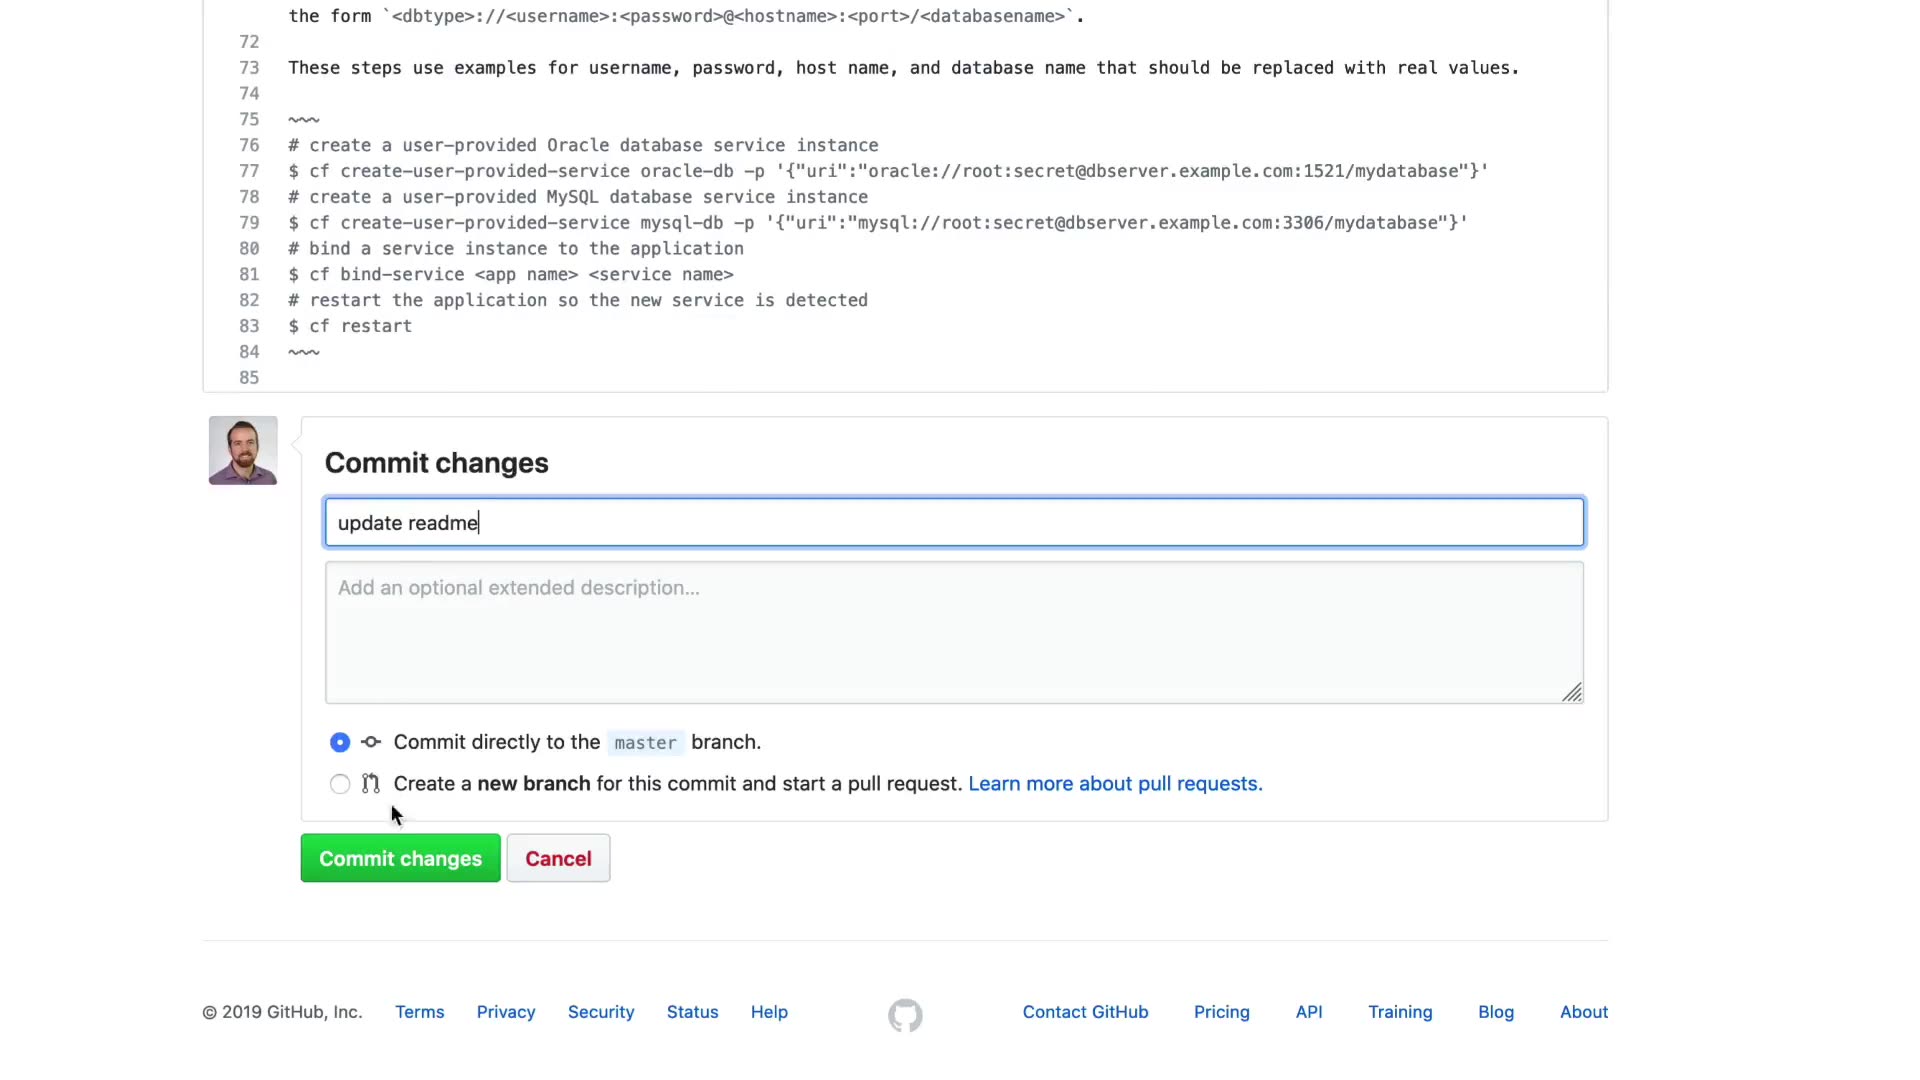 the form `<dbtype>://<username>:<password>@<hostname>:<port>/<databasename>`.
72
73 These steps use examples for username, password, host name, and database name that should be replaced with real values.
74
75 ~~~
76 # create a user-provided Oracle database service instance
77 $ cf create-user-provided-service oracle-db -p '{"uri":"oracle://root:secret@dbserver.example.com:1521/mydatabase"}'
78 # create a user-provided MySQL database service instance
79 $ cf create-user-provided-service mysql-db -p '{"uri":"mysql://root:secret@dbserver.example.com:3306/mydatabase"}'
80 # bind a service instance to the application
81 $ cf bind-service <app name> <service name>
82 # restart the application so the new service is detected
83 $ cf restart
84 ~~~
85
Commit changes
update readme
Add an optional extended description...
Commit directly to the master branch.
Create a new branch for this commit and start a pull request. Learn more about pull requests.
Commit changes Cancel
© 2019 GitHub, Inc. Terms Privacy Security Status Help Contact GitHub Pricing API Training Blog About